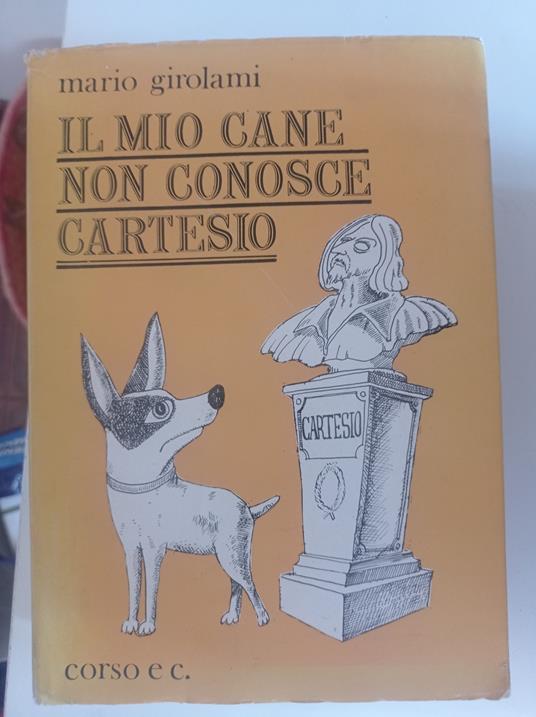 mario girolami
IL MIO CANE
NON CONOSCE
CARTESIO
CARTESIO
corso e c.